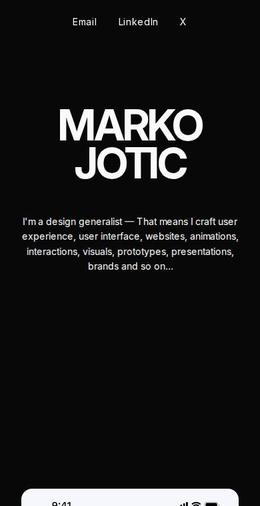 Email LinkedIn X
MARKO
JOTIC
I'm a design generalist — That means I craft user
experience, user interface, websites, animations,
interactions, visuals, prototypes, presentations,
brands and so on...
9:41